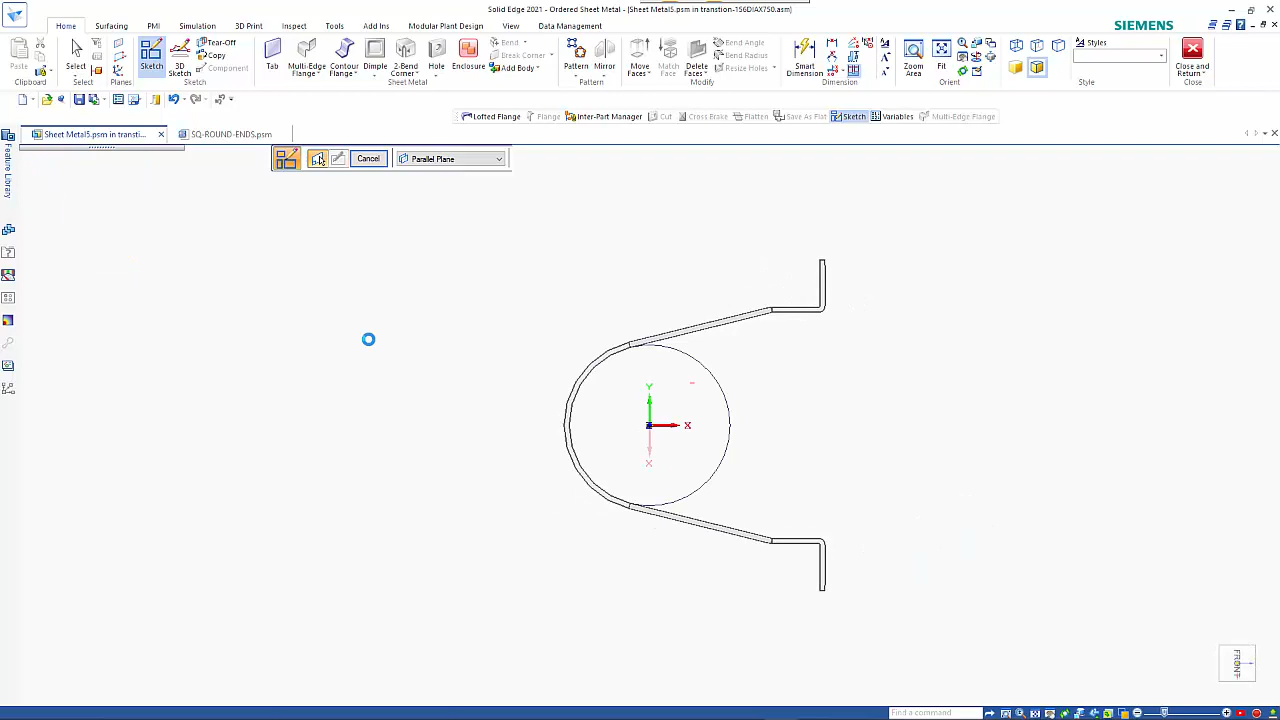 Solid Edge 2021 - Ordered Sheet Metal - [Sheet Metal5.psm in transtion-156DIAX750.asm]
Home Surfacing PMI Simulation 3D Print Inspect Tools Add Ins Modular Plant Design View Data Management
SIEMENS
Paste
Clipboard
Select
Select
Planes
Sketch
3D Sketch
Tear-Off
Copy
Component
Sketch
Tab
Multi-Edge Flange
Contour Flange
Dimple
2-Bend Corner
Hole
Enclosure
Bend
Break Corner
Add Body
Sheet Metal
Pattern
Mirror
Pattern
Move Faces
Match Face
Delete Faces
Bend Angle
Bend Radius
Resize Holes
Modify
Smart Dimension
Dimension
Zoom Area
Fit
Orient
Styles
Style
Close and Return
Close
Lofted Flange Flange Inter-Part Manager Cut Cross Brake Flatten Save As Flat Sketch Variables Multi-Edge Flange
Sheet Metal5.psm in transti... SQ-ROUND-ENDS.psm
Feature Library
Cancel Parallel Plane
Y
X
X
FRONT
Find a command